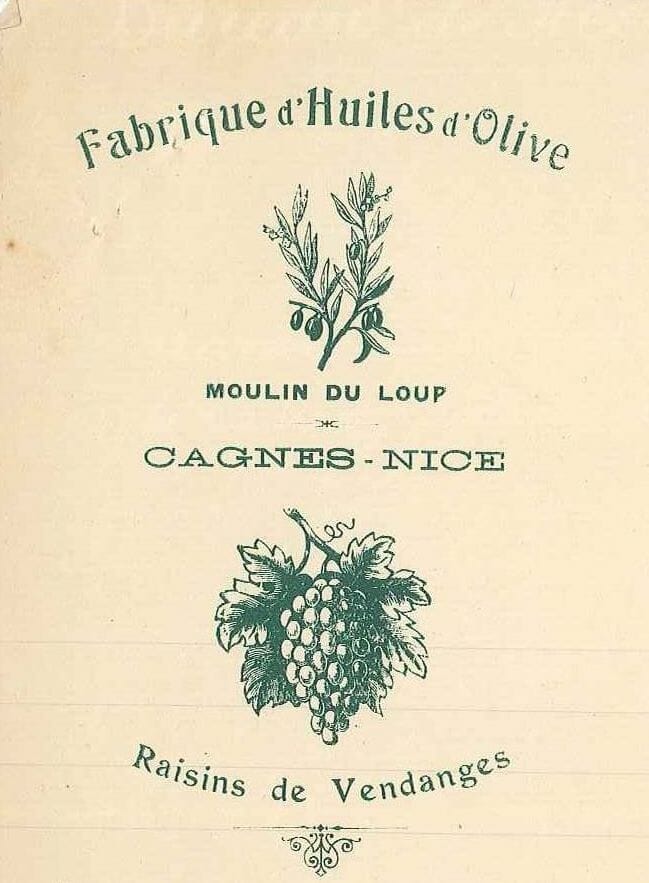 Fabrique d'Huiles d'Olive
MOULIN DU LOUP
CAGNES - NICE
Raisins de Vendanges